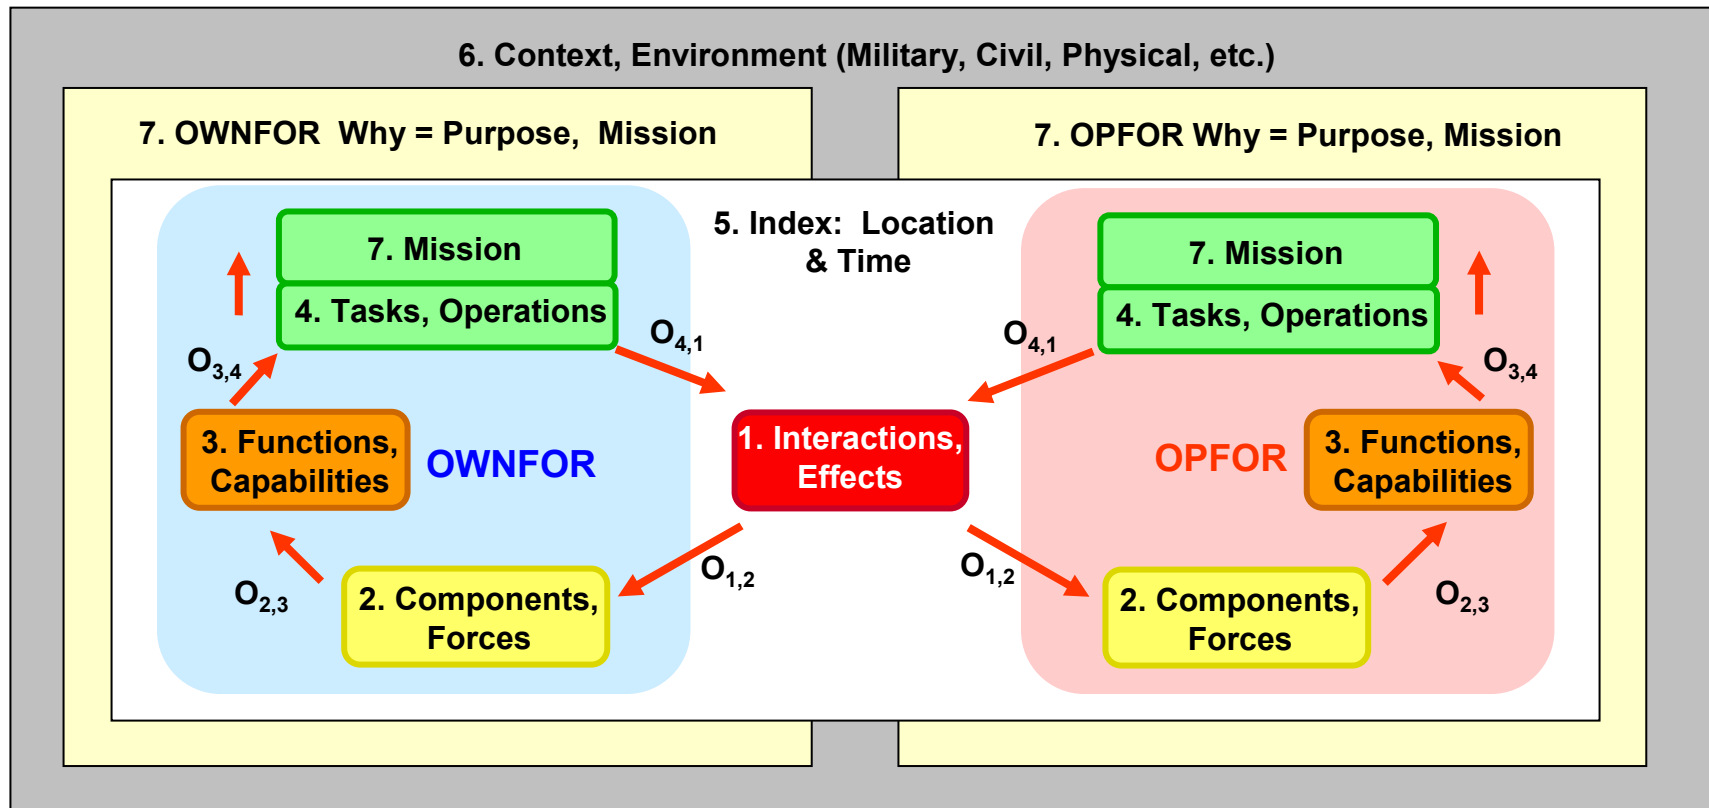 6. Context, Environment (Military, Civil, Physical, etc.)
7. OWNFOR Why = Purpose, Mission
7. OPFOR Why = Purpose, Mission
5. Index: Location
& Time
7. Mission
4. Tasks, Operations
O4,1
O3,4
3. Functions,
Capabilities
OWNFOR
O2,3
2. Components,
Forces
O1,2
1. Interactions,
Effects
7. Mission
4. Tasks, Operations
O4,1
O3,4
OPFOR
3. Functions,
Capabilities
O1,2
2. Components,
Forces
O2,3